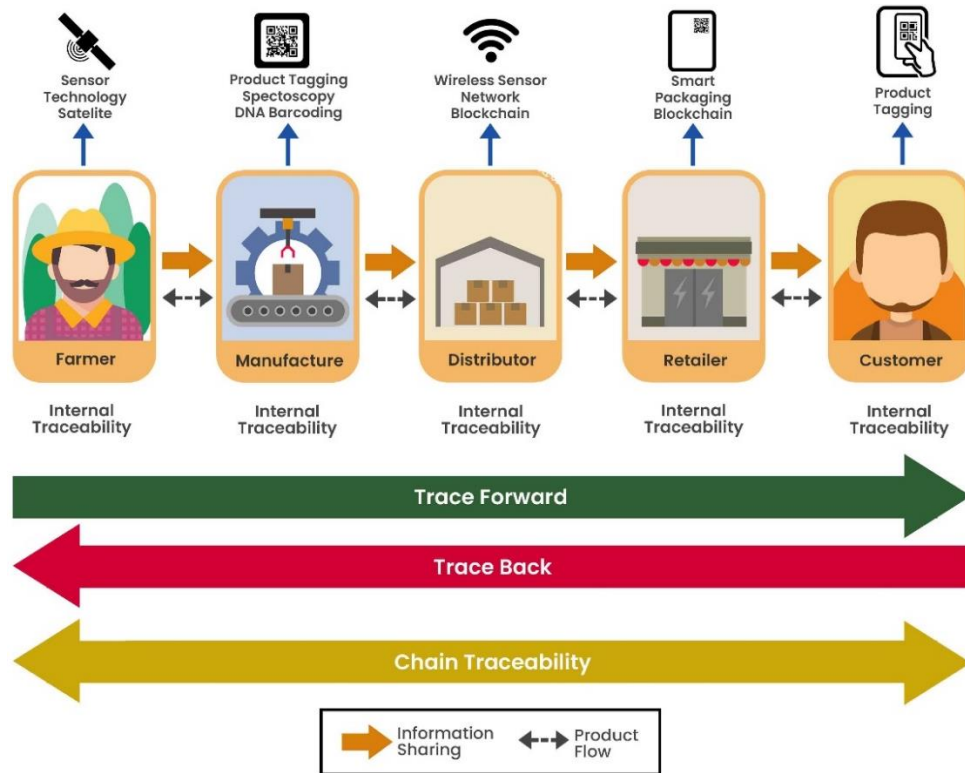 Sensor
Technology
Satelite
Product Tagging
Spectoscopy
DNA Barcoding
Wireless Sensor
Network
Blockchain
Smart
Packaging
Blockchain
Product
Tagging
Farmer
Manufacture
Distributor
Retailer
Customer
Internal
Traceability
Internal
Traceability
Internal
Traceability
Internal
Traceability
Internal
Traceability
Trace Forward
Trace Back
Chain Traceability
Information
Sharing
Product
Flow